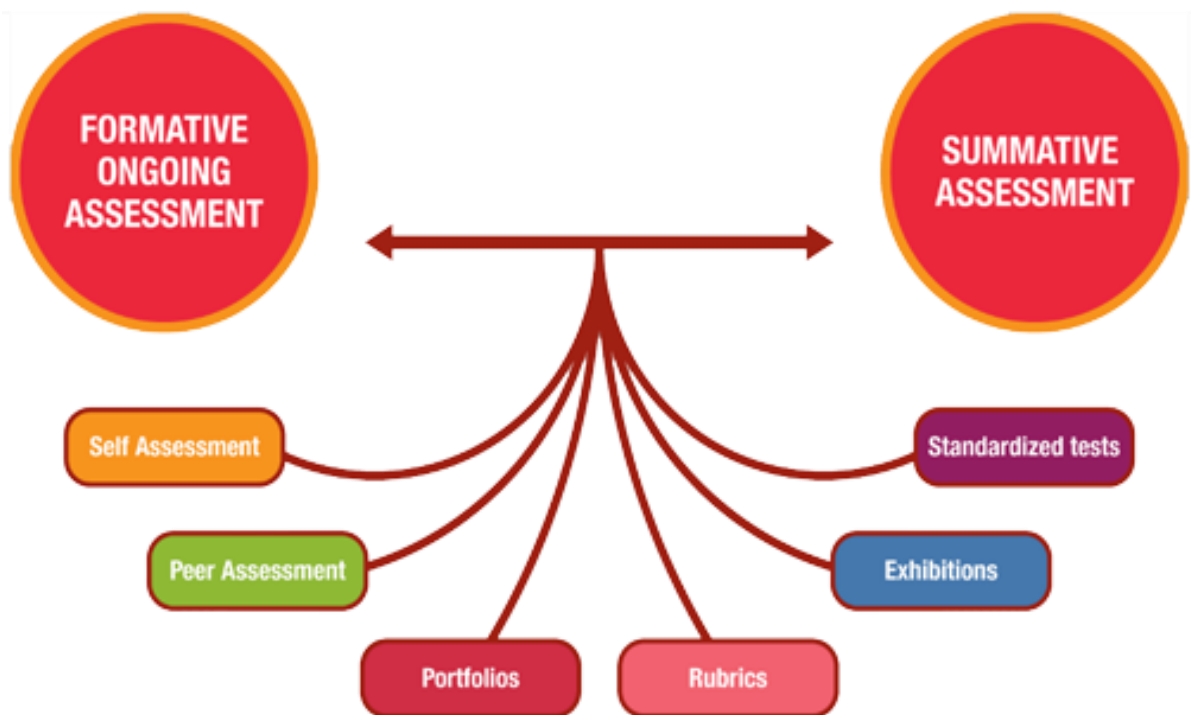 FORMATIVE
ONGOING
ASSESSMENT
SUMMATIVE
ASSESSMENT
Self Assessment
Standardized tests
Peer Assessment
Exhibitions
Portfolios
Rubrics